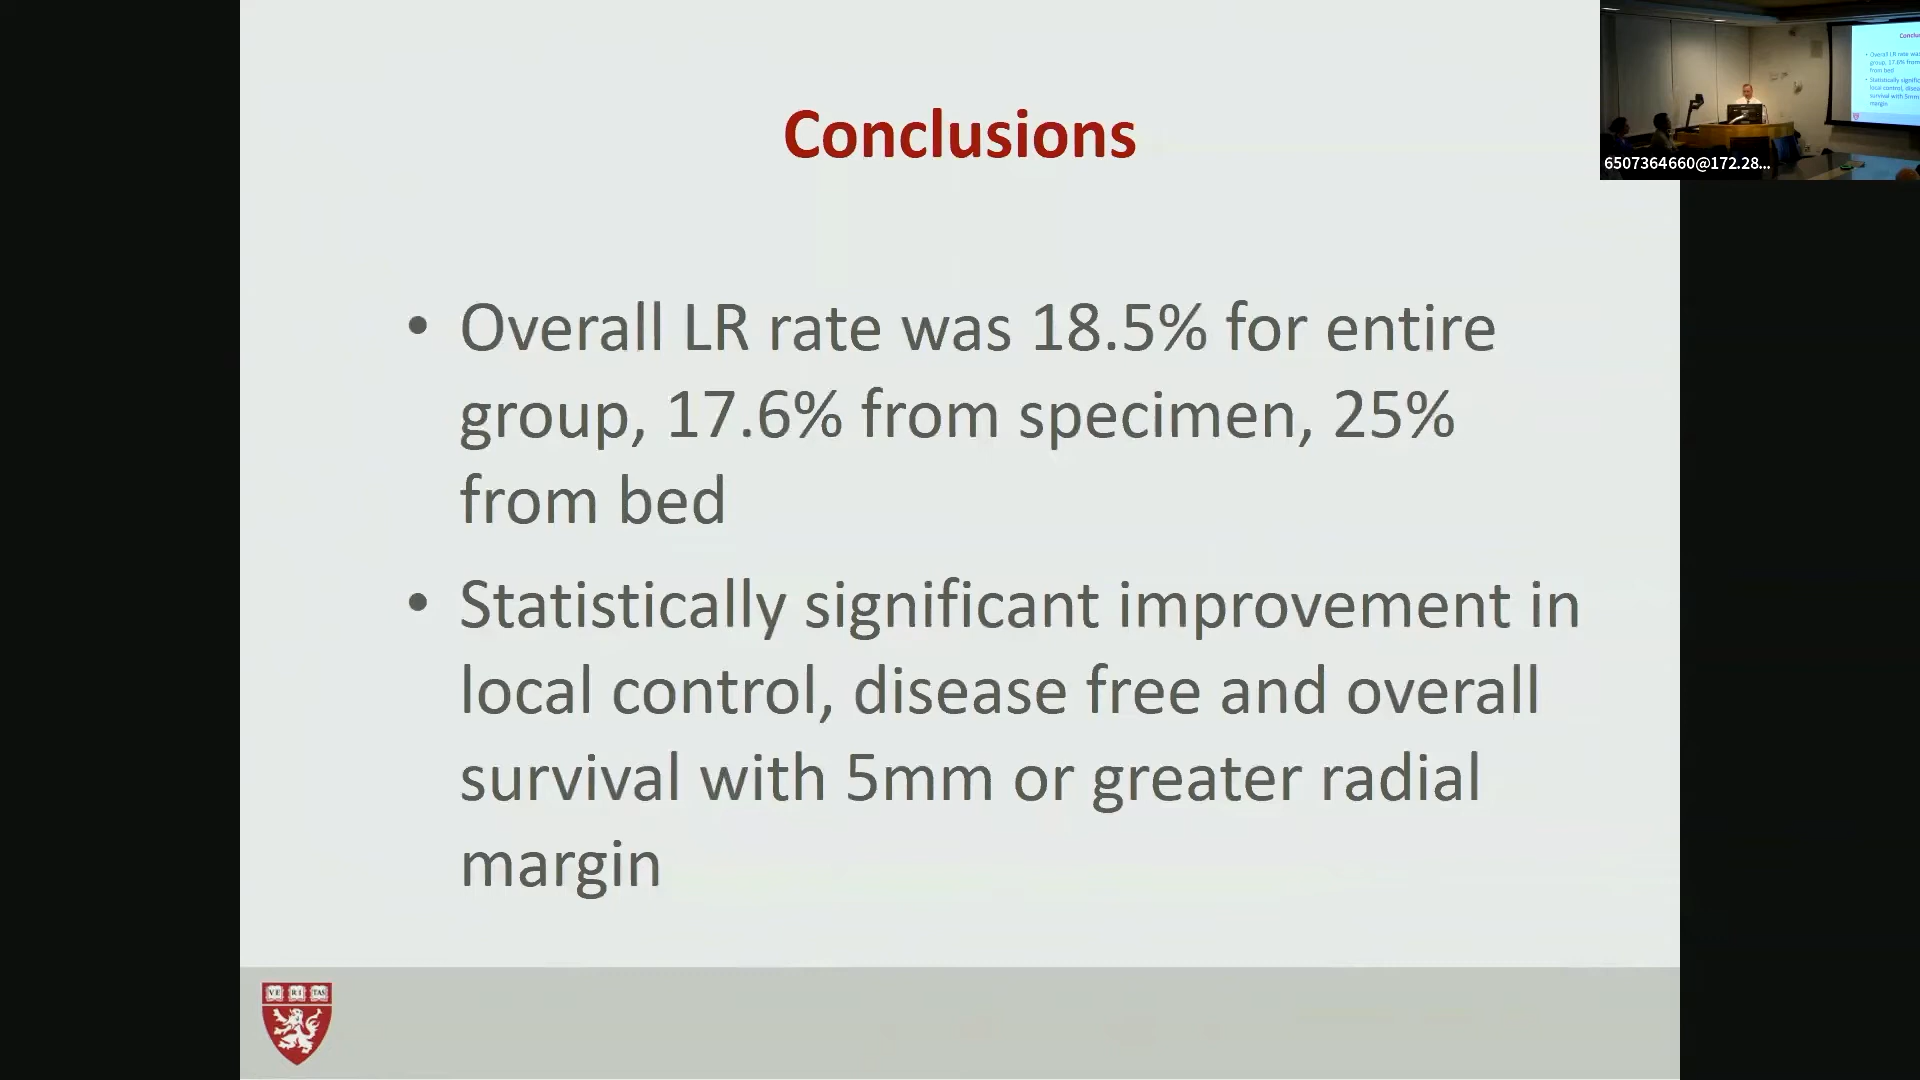 Conclusions
• Overall LR rate was 18.5% for entire
group, 17.6% from specimen, 25%
from bed
• Statistically significant improvement in
local control, disease free and overall
survival with 5mm or greater radial
margin
VE RI TAS
6507364660@172.28...